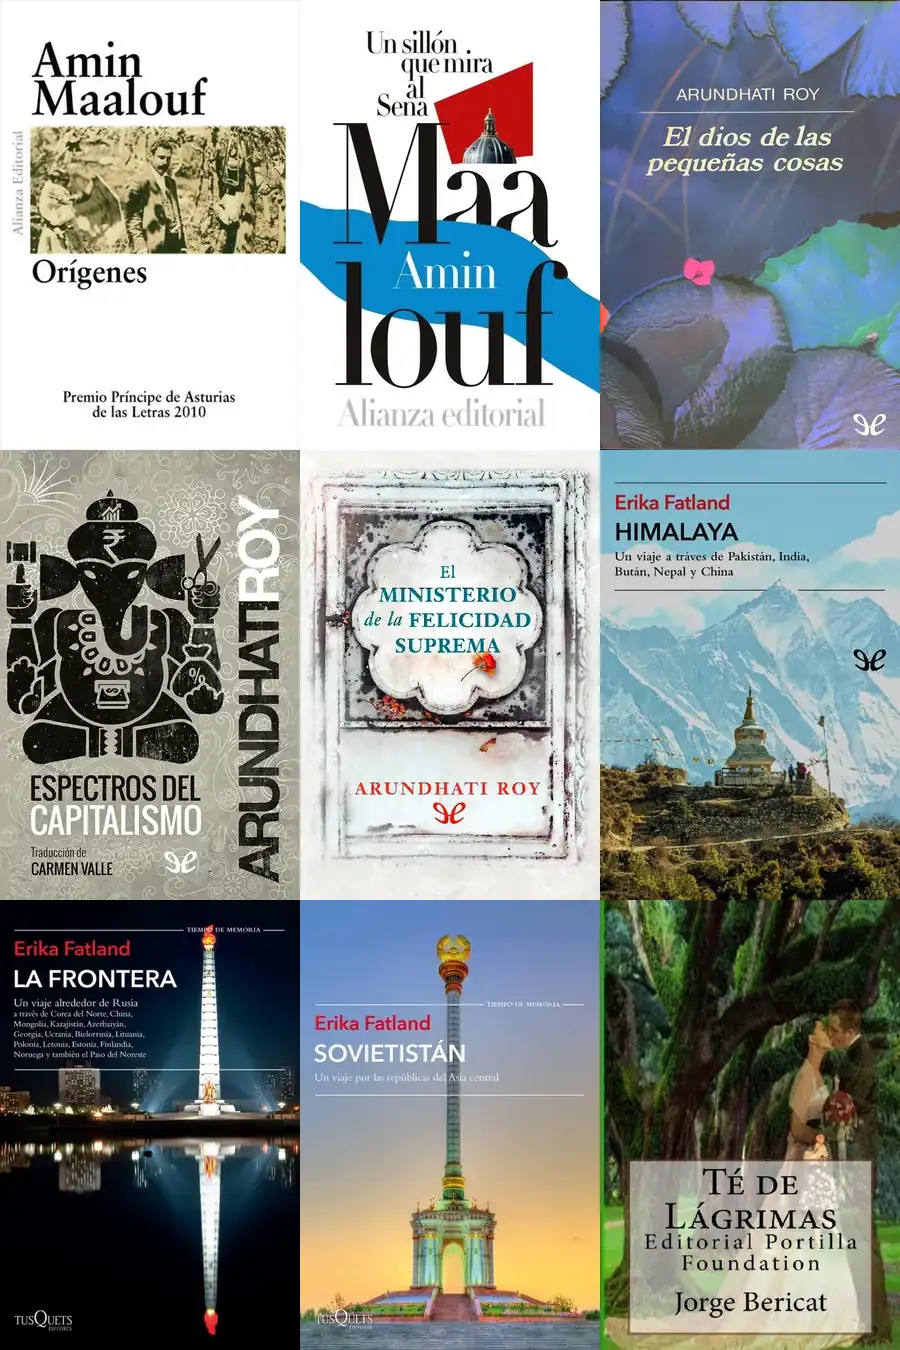 Amin
Maalouf
Alianza Editorial
Orígenes
Premio Príncipe de Asturias
de las Letras 2010
Un sillón
que mira
al
Sena
Maa
Amin
louf
Alianza editorial
ARUNDHATI ROY
El dios de las
pequeñas cosas
ARUNDHATI ROY
ESPECTROS DEL
CAPITALISMO
Traducción de
CARMEN VALLE
El
MINISTERIO
de la FELICIDAD
SUPREMA
ARUNDHATI ROY
Erika Fatland
HIMALAYA
Un viaje a tráves de Pakistán, India,
Bután, Nepal y China
TIEMPO DE MEMORIA
Erika Fatland
LA FRONTERA
Un viaje alrededor de Rusia
a través de Corea del Norte, China,
Mongolia, Kazajistán, Azerbaiyán,
Georgia, Ucrania, Bielorrusia, Lituania,
Polonia, Letonia, Estonia, Finlandia,
Noruega y también el Paso del Noreste
TUSQUETS
EDITORES
TIEMPO DE MEMORIA
Erika Fatland
SOVIETISTÁN
Un viaje por las repúblicas del Asia central
TUSQUETS
EDITORES
TÉ DE
LÁGRIMAS
Editorial Portilla
Foundation
Jorge Bericat